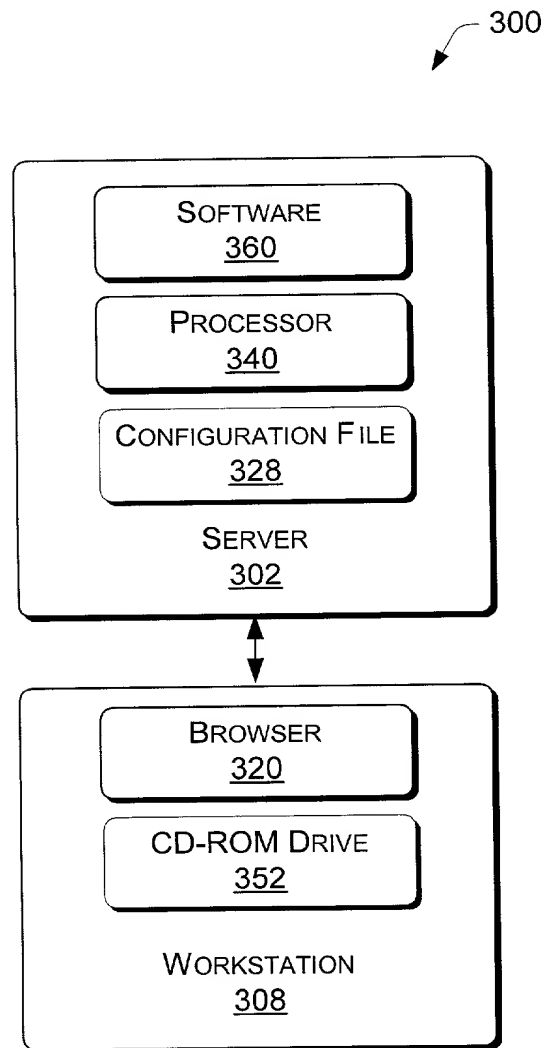 300
SOFTWARE
360
PROCESSOR
340
CONFIGURATION FILE
328
SERVER
302
BROWSER
320
CD-ROM DRIVE
352
WORKSTATION
308